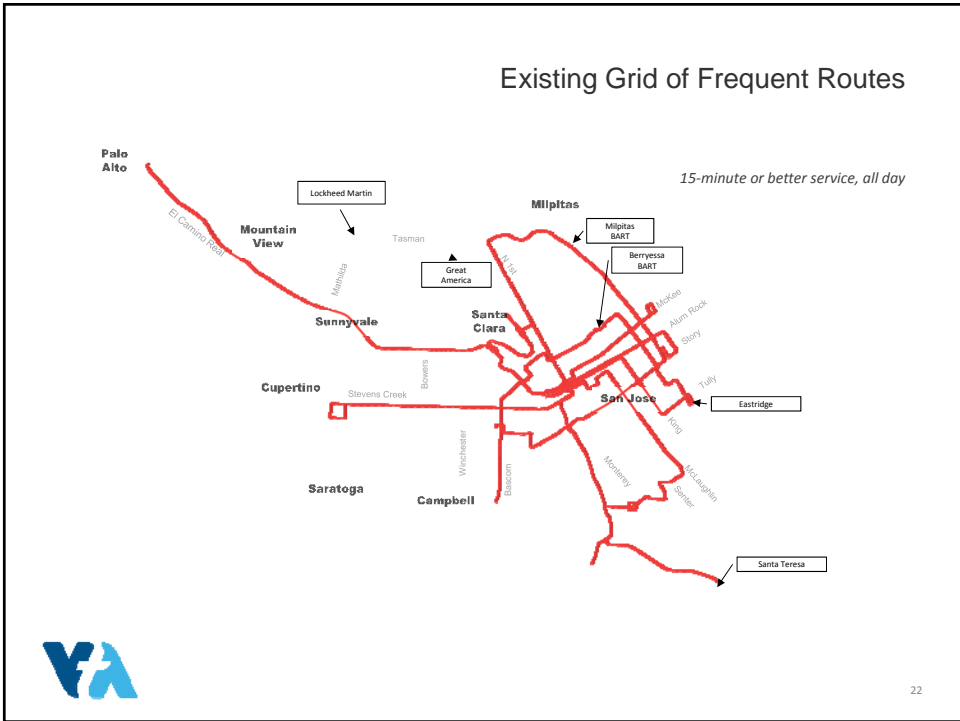 Existing Grid of Frequent Routes
15-minute or better service, all day
Palo
Alto
El Camino Real
Mountain
View
Lockheed Martin
Mathilda
Tasman
Great
America
Milpitas
Milpitas
BART
Berryessa
BART
N 1st
McKee
Alum Rock
Story
Tully
Sunnyvale
Santa
Clara
Bowers
Cupertino
Stevens Creek
San Jose
Eastridge
King
Winchester
Bascom
Monterey
McLaughlin
Senter
Saratoga
Campbell
Santa Teresa
VTA
22